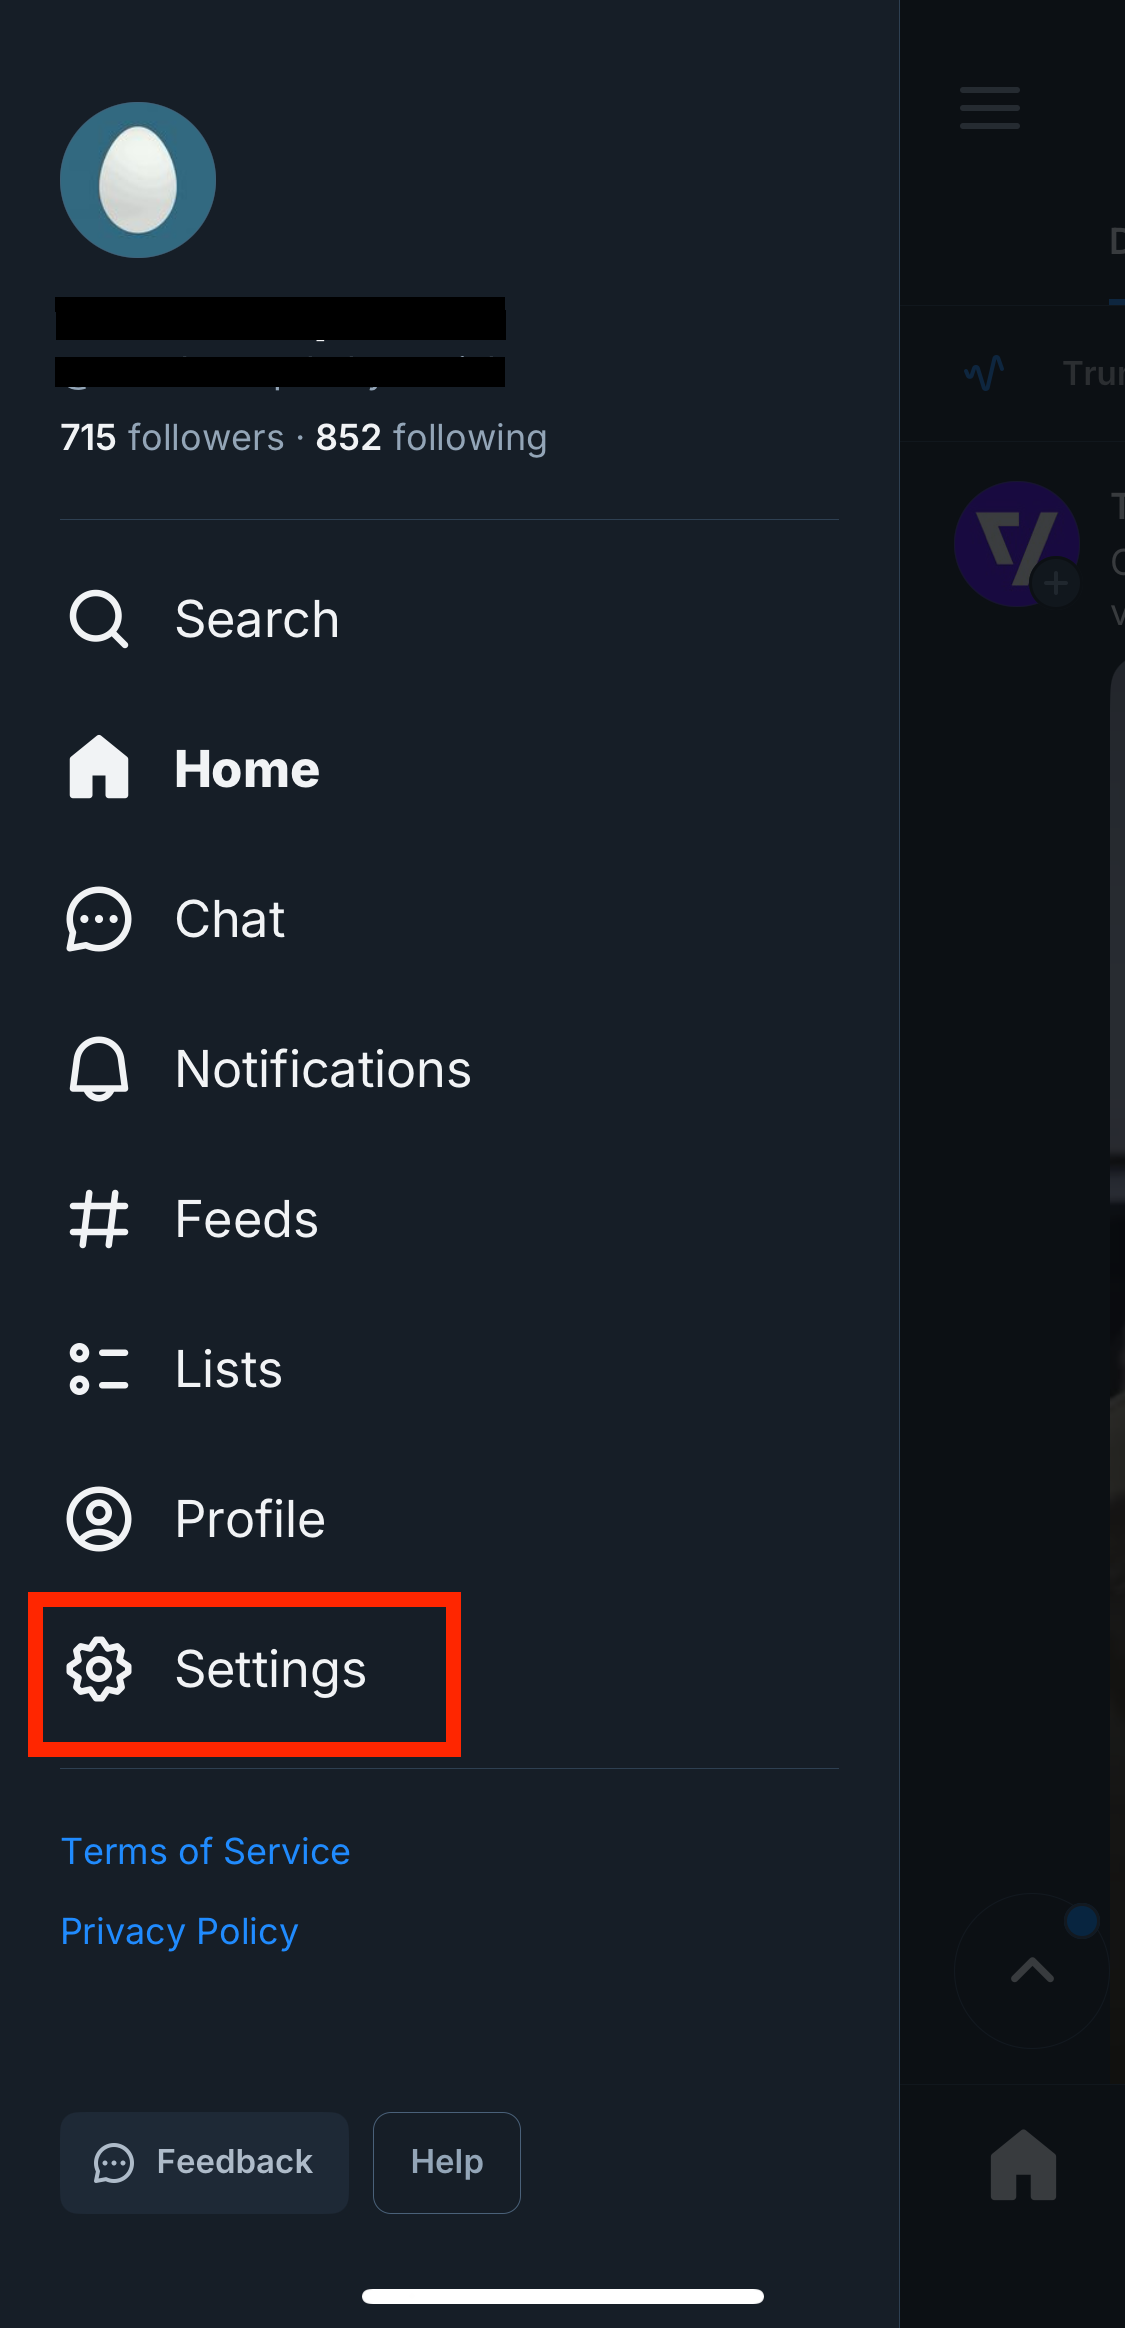 715 followers · 852 following
Search
Home
Chat
Notifications
Feeds
Lists
Profile
Settings
Terms of Service
Privacy Policy
Feedback
Help